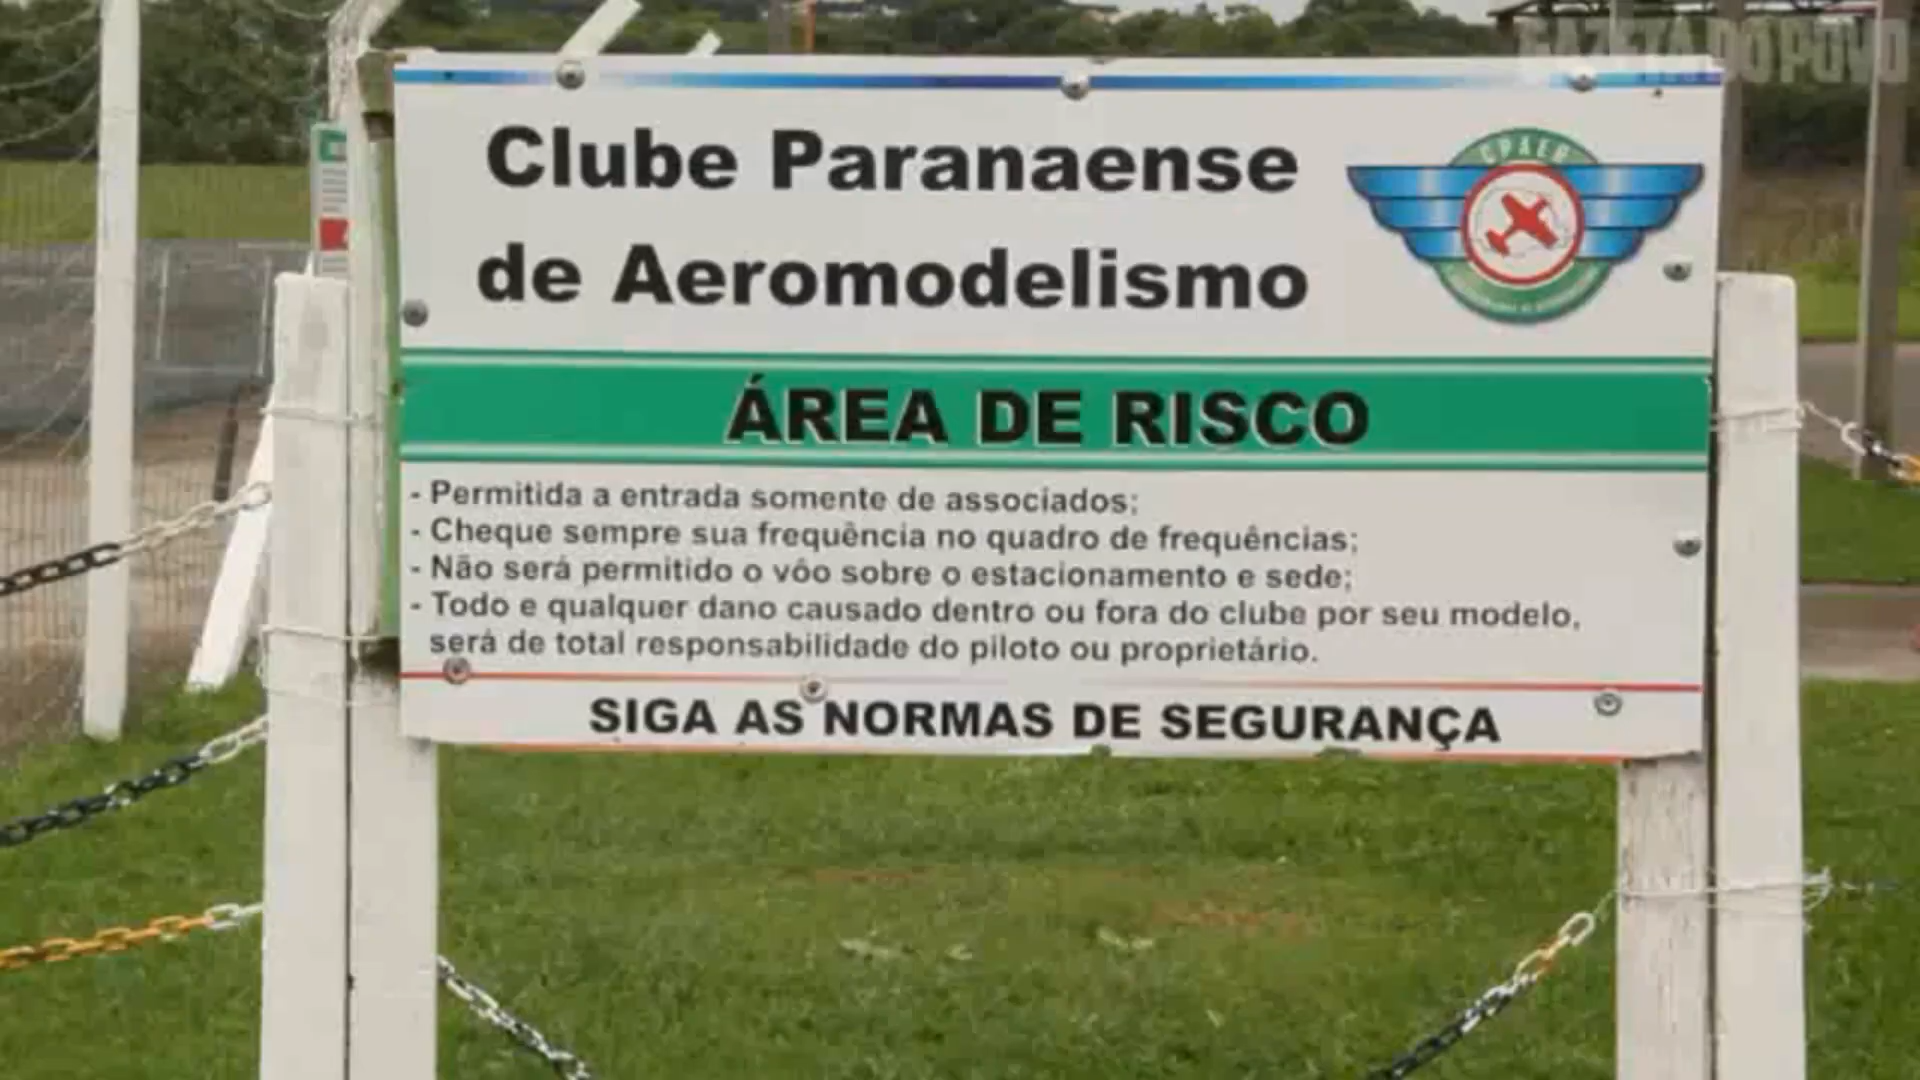 GAZETA DO POVO
Clube Paranaense
de Aeromodelismo
CPAER
ÁREA DE RISCO
- Permitida a entrada somente de associados;
- Cheque sempre sua frequência no quadro de frequências;
- Não será permitido o vôo sobre o estacionamento e sede;
- Todo e qualquer dano causado dentro ou fora do clube por seu modelo,
será de total responsabilidade do piloto ou proprietário.
SIGA AS NORMAS DE SEGURANÇA